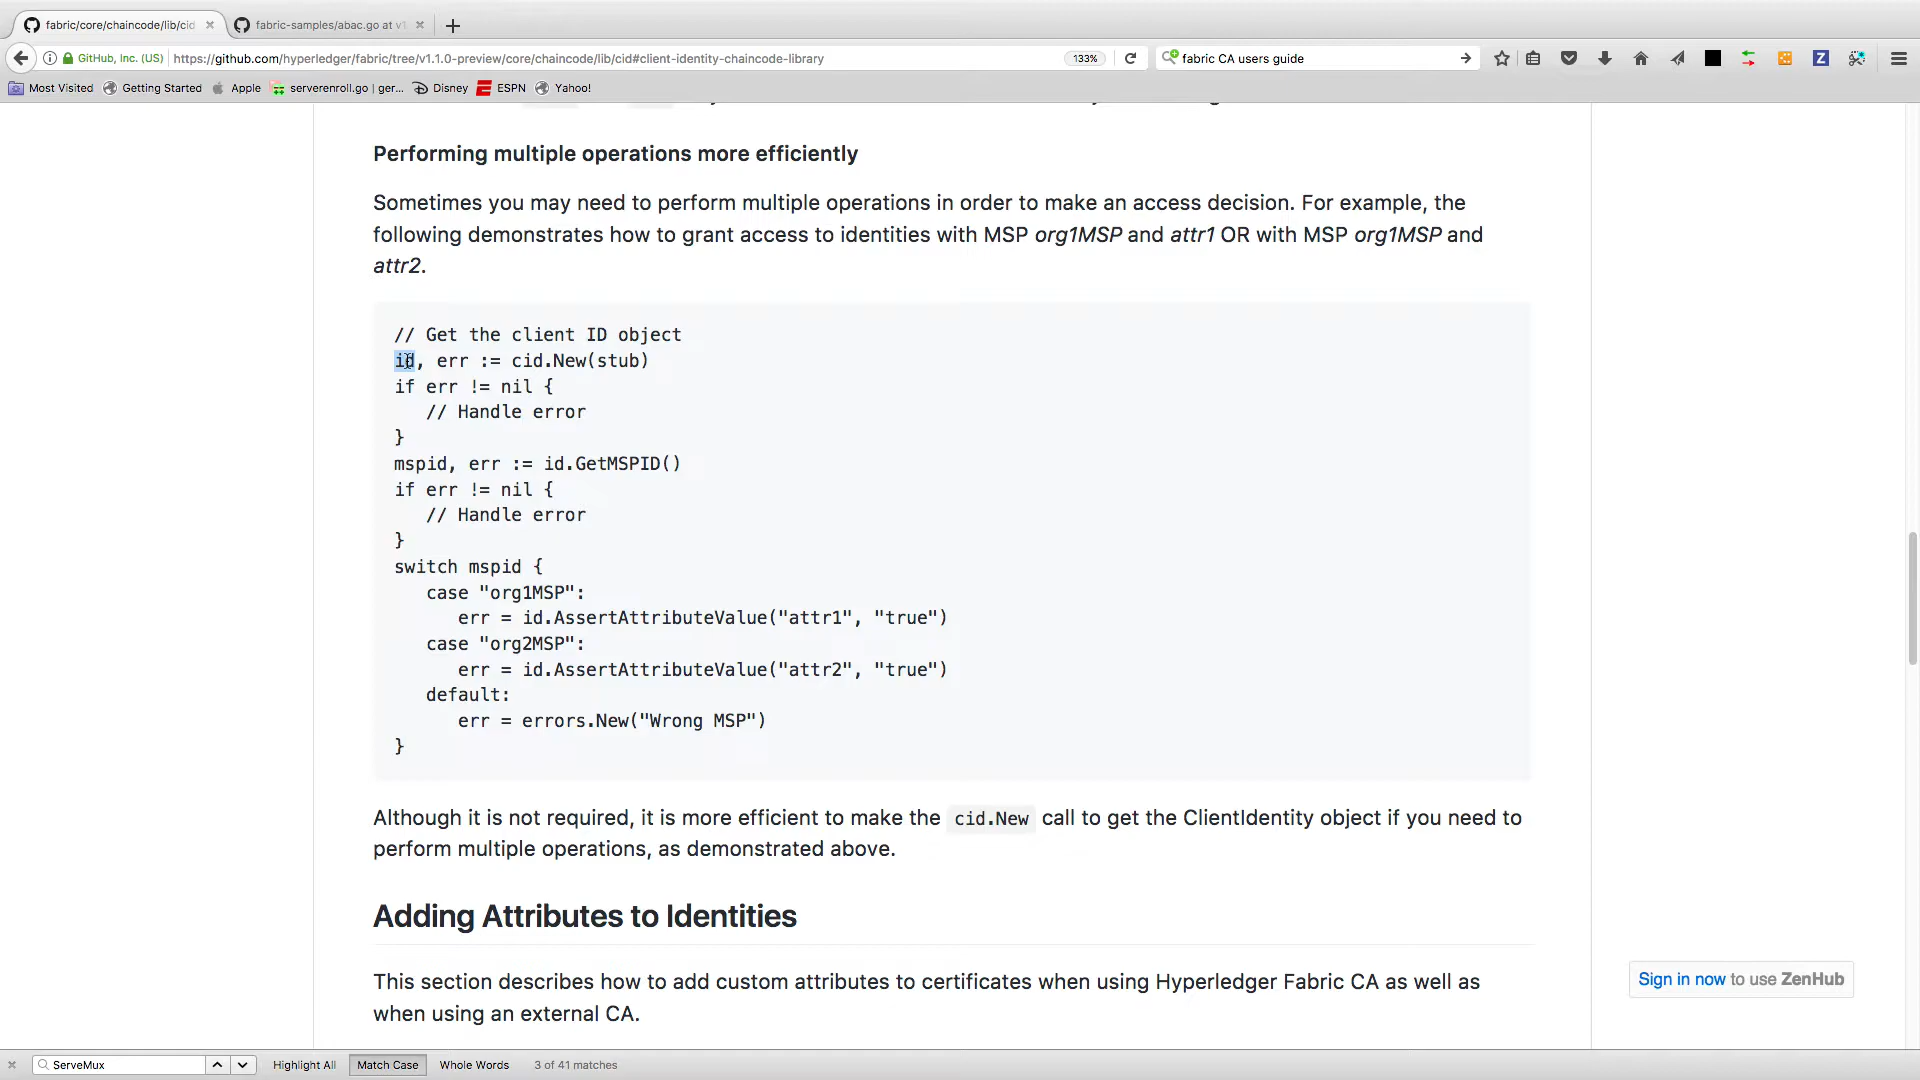 fabric/core/chaincode/lib/cid
fabric-samples/abac.go at v1
GitHub, Inc. (US)
https://github.com/hyperledger/fabric/tree/v1.1.0-preview/core/chaincode/lib/cid#client-identity-chaincode-library
133%
fabric CA users guide
Most Visited
Getting Started
Apple
serverenroll.go | ger...
Disney
ESPN
Yahoo!
Performing multiple operations more efficiently
Sometimes you may need to perform multiple operations in order to make an access decision. For example, the
following demonstrates how to grant access to identities with MSP org1MSP and attr1 OR with MSP org1MSP and
attr2.
// Get the client ID object
id, err := cid.New(stub)
if err != nil {
// Handle error
}
mspid, err := id.GetMSPID()
if err != nil {
// Handle error
}
switch mspid {
case "org1MSP":
err = id.AssertAttributeValue("attr1", "true")
case "org2MSP":
err = id.AssertAttributeValue("attr2", "true")
default:
err = errors.New("Wrong MSP")
}
Although it is not required, it is more efficient to make the cid.New call to get the ClientIdentity object if you need to
perform multiple operations, as demonstrated above.
Adding Attributes to Identities
This section describes how to add custom attributes to certificates when using Hyperledger Fabric CA as well as
when using an external CA.
Sign in now to use ZenHub
ServeMux
Highlight All
Match Case
Whole Words
3 of 41 matches